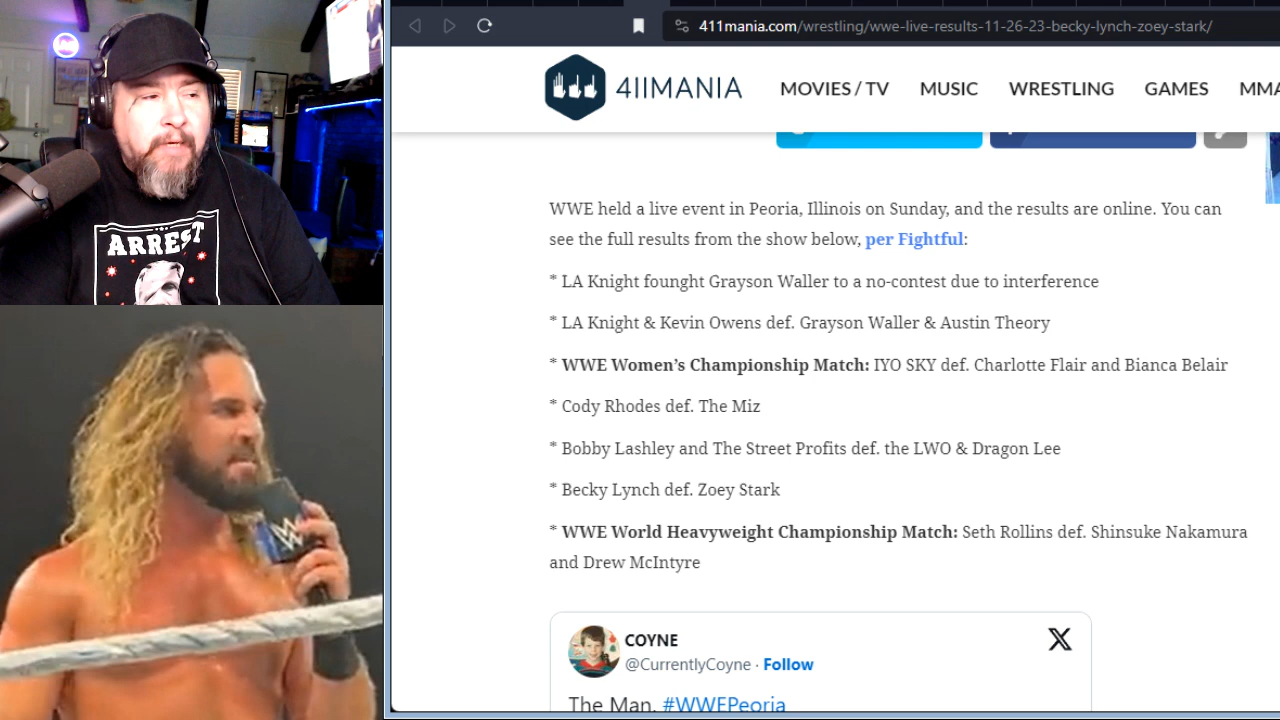 411mania.com/wrestling/wwe-live-results-11-26-23-becky-lynch-zoey-stark/
411MANIA
MOVIES / TV MUSIC WRESTLING GAMES MMA
ARREST
WWE held a live event in Peoria, Illinois on Sunday, and the results are online. You can
see the full results from the show below, per Fightful:
* LA Knight founght Grayson Waller to a no-contest due to interference
* LA Knight & Kevin Owens def. Grayson Waller & Austin Theory
* WWE Women’s Championship Match: IYO SKY def. Charlotte Flair and Bianca Belair
* Cody Rhodes def. The Miz
* Bobby Lashley and The Street Profits def. the LWO & Dragon Lee
* Becky Lynch def. Zoey Stark
* WWE World Heavyweight Championship Match: Seth Rollins def. Shinsuke Nakamura
and Drew McIntyre
COYNE
@CurrentlyCoyne · Follow
The Man. #WWEPeoria